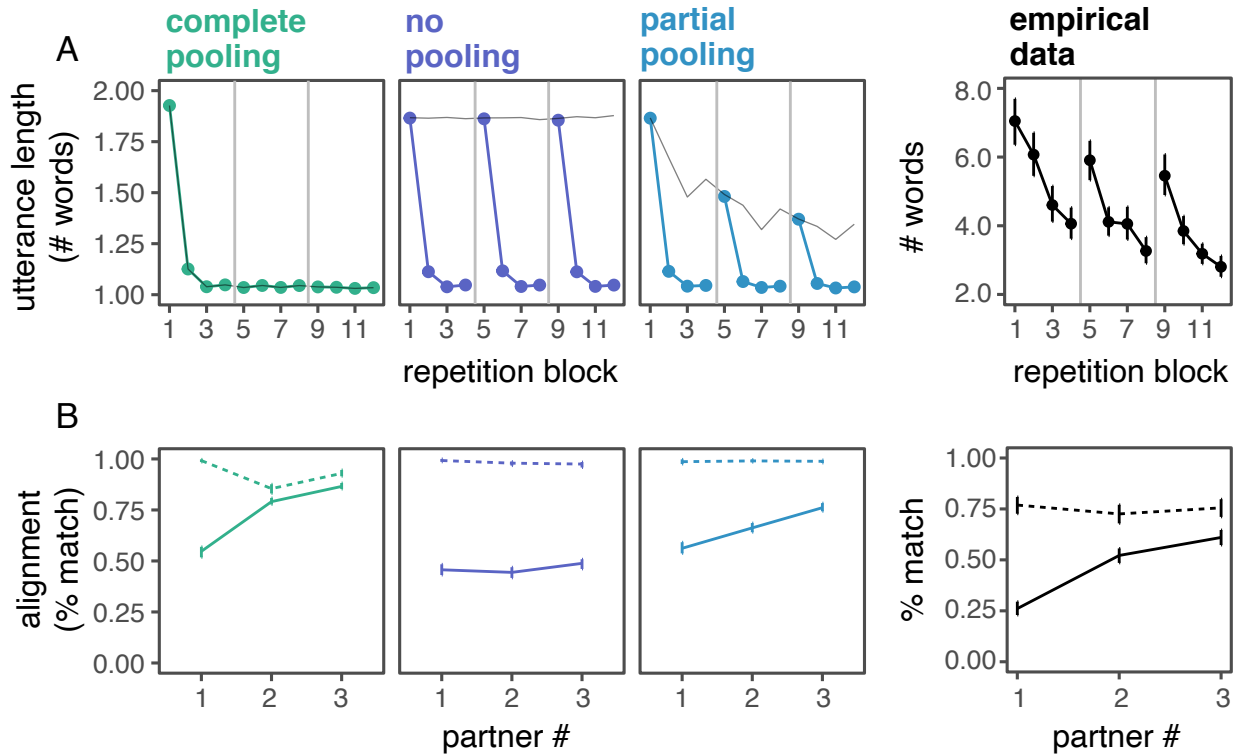 A
complete
pooling
no
pooling
partial
pooling
empirical
data
utterance length
(# words)
2.00
1.75
1.50
1.25
1.00
1 3 5 7 9 11
1 3 5 7 9 11
1 3 5 7 9 11
repetition block
# words
8.0
6.0
4.0
2.0
1 3 5 7 9 11
repetition block
B
alignment
(% match)
1.00
0.75
0.50
0.25
0.00
1 2 3
1 2 3
1 2 3
partner #
% match
1.00
0.75
0.50
0.25
0.00
1 2 3
partner #